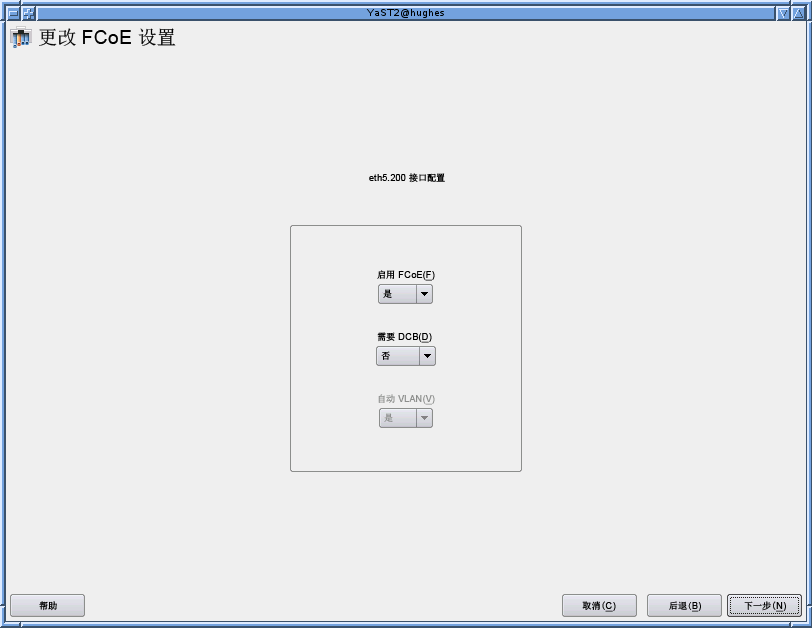 YaST2@hughes
更改 FCoE 设置
eth5.200 接口配置
启用 FCoE(F)
是
需要 DCB(D)
否
自动 VLAN(V)
是
帮助
取消(C)
后退(B)
下一步(N)